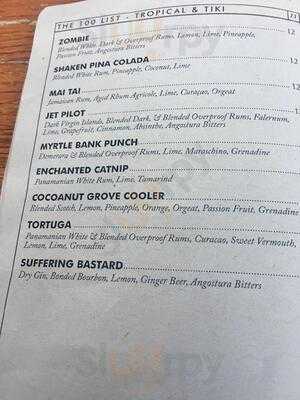 THE 100 LIST - TROPICAL & TIKI
ZOMBIE 12
Blended White, Dark & Overproof Rums, Lemon, Lime, Pineapple,
Passion Fruit, Angostura Bitters
SHAKEN PINA COLADA 12
Blended White Rum, Pineapple, Coconut, Lime
MAI TAI
Jamaican Rum, Aged Rhum Agricole, Lime, Curaçao, Orgeat
JET PILOT
Dark Virgin Islands, Blended Dark, & Blended Overproof Rums, Falernum,
Lime, Grapefruit, Cinnamon, Absinthe, Angostura Bitters
MYRTLE BANK PUNCH
Demerara & Blended Overproof Rums, Lime, Maraschino, Grenadine
ENCHANTED CATNIP
Panamanian White Rum, Lime, Tamarind
COCOANUT GROVE COOLER
Blended Scotch, Lemon, Pineapple, Orange, Orgeat, Passion Fruit, Grenadine
TORTUGA
Panamanian White & Blended Overproof Rums, Curacao, Sweet Vermouth,
Lemon, Lime, Grenadine
SUFFERING BASTARD
Dry Gin, Bonded Bourbon, Lemon, Ginger Beer, Angostura Bitters